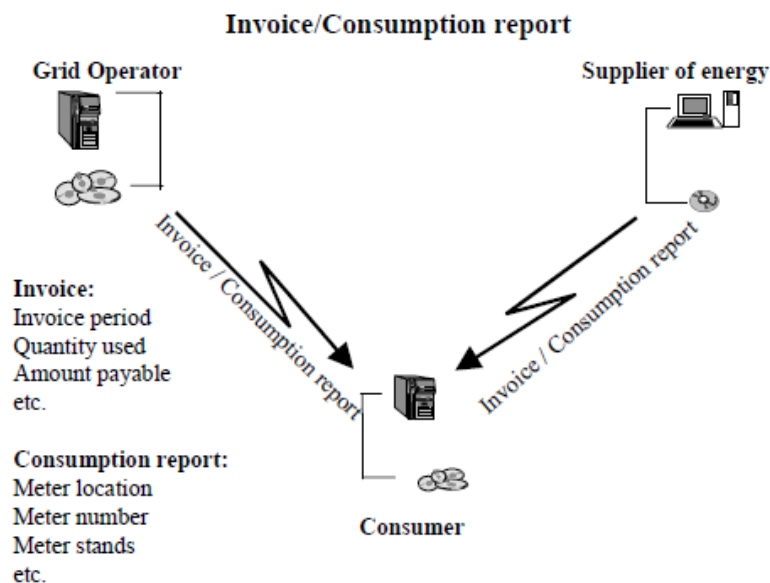 Invoice/Consumption report
Grid Operator
Supplier of energy
Invoice / Consumption report
Invoice / Consumption report
Invoice:
Invoice period
Quantity used
Amount payable
etc.
Consumption report:
Meter location
Meter number
Meter stands
etc.
Consumer